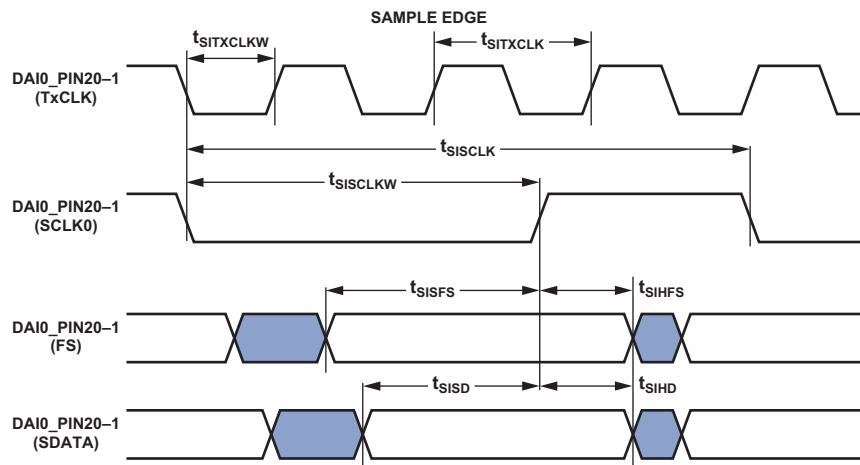 SAMPLE EDGE
tSITXCLKW
tSITXCLK
DAI0_PIN20–1
(TxCLK)
tSISCLK
tSISCLKW
DAI0_PIN20–1
(SCLK0)
tSISFS
tSIHFS
DAI0_PIN20–1
(FS)
tSISD
tSIHD
DAI0_PIN20–1
(SDATA)